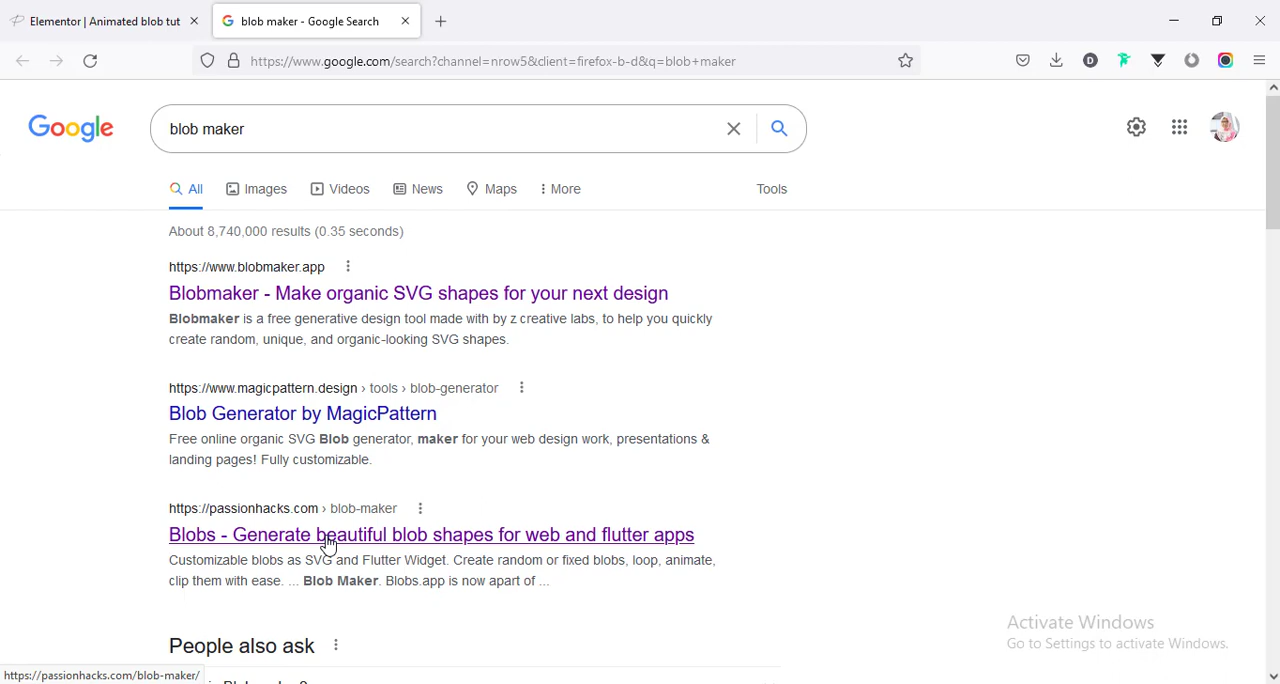 Elementor | Animated blob tut
blob maker - Google Search
https://www.google.com/search?channel=nrow5&client=firefox-b-d&q=blob+maker
Google
blob maker
All
Images
Videos
News
Maps
More
Tools
About 8,740,000 results (0.35 seconds)
https://www.blobmaker.app
Blobmaker - Make organic SVG shapes for your next design
Blobmaker is a free generative design tool made with by z creative labs, to help you quickly
create random, unique, and organic-looking SVG shapes.
https://www.magicpattern.design › tools › blob-generator
Blob Generator by MagicPattern
Free online organic SVG Blob generator, maker for your web design work, presentations &
landing pages! Fully customizable.
https://passionhacks.com › blob-maker
Blobs - Generate beautiful blob shapes for web and flutter apps
Customizable blobs as SVG and Flutter Widget. Create random or fixed blobs, loop, animate,
clip them with ease. ... Blob Maker. Blobs.app is now apart of ...
People also ask
Activate Windows
Go to Settings to activate Windows.
https://passionhacks.com/blob-maker/